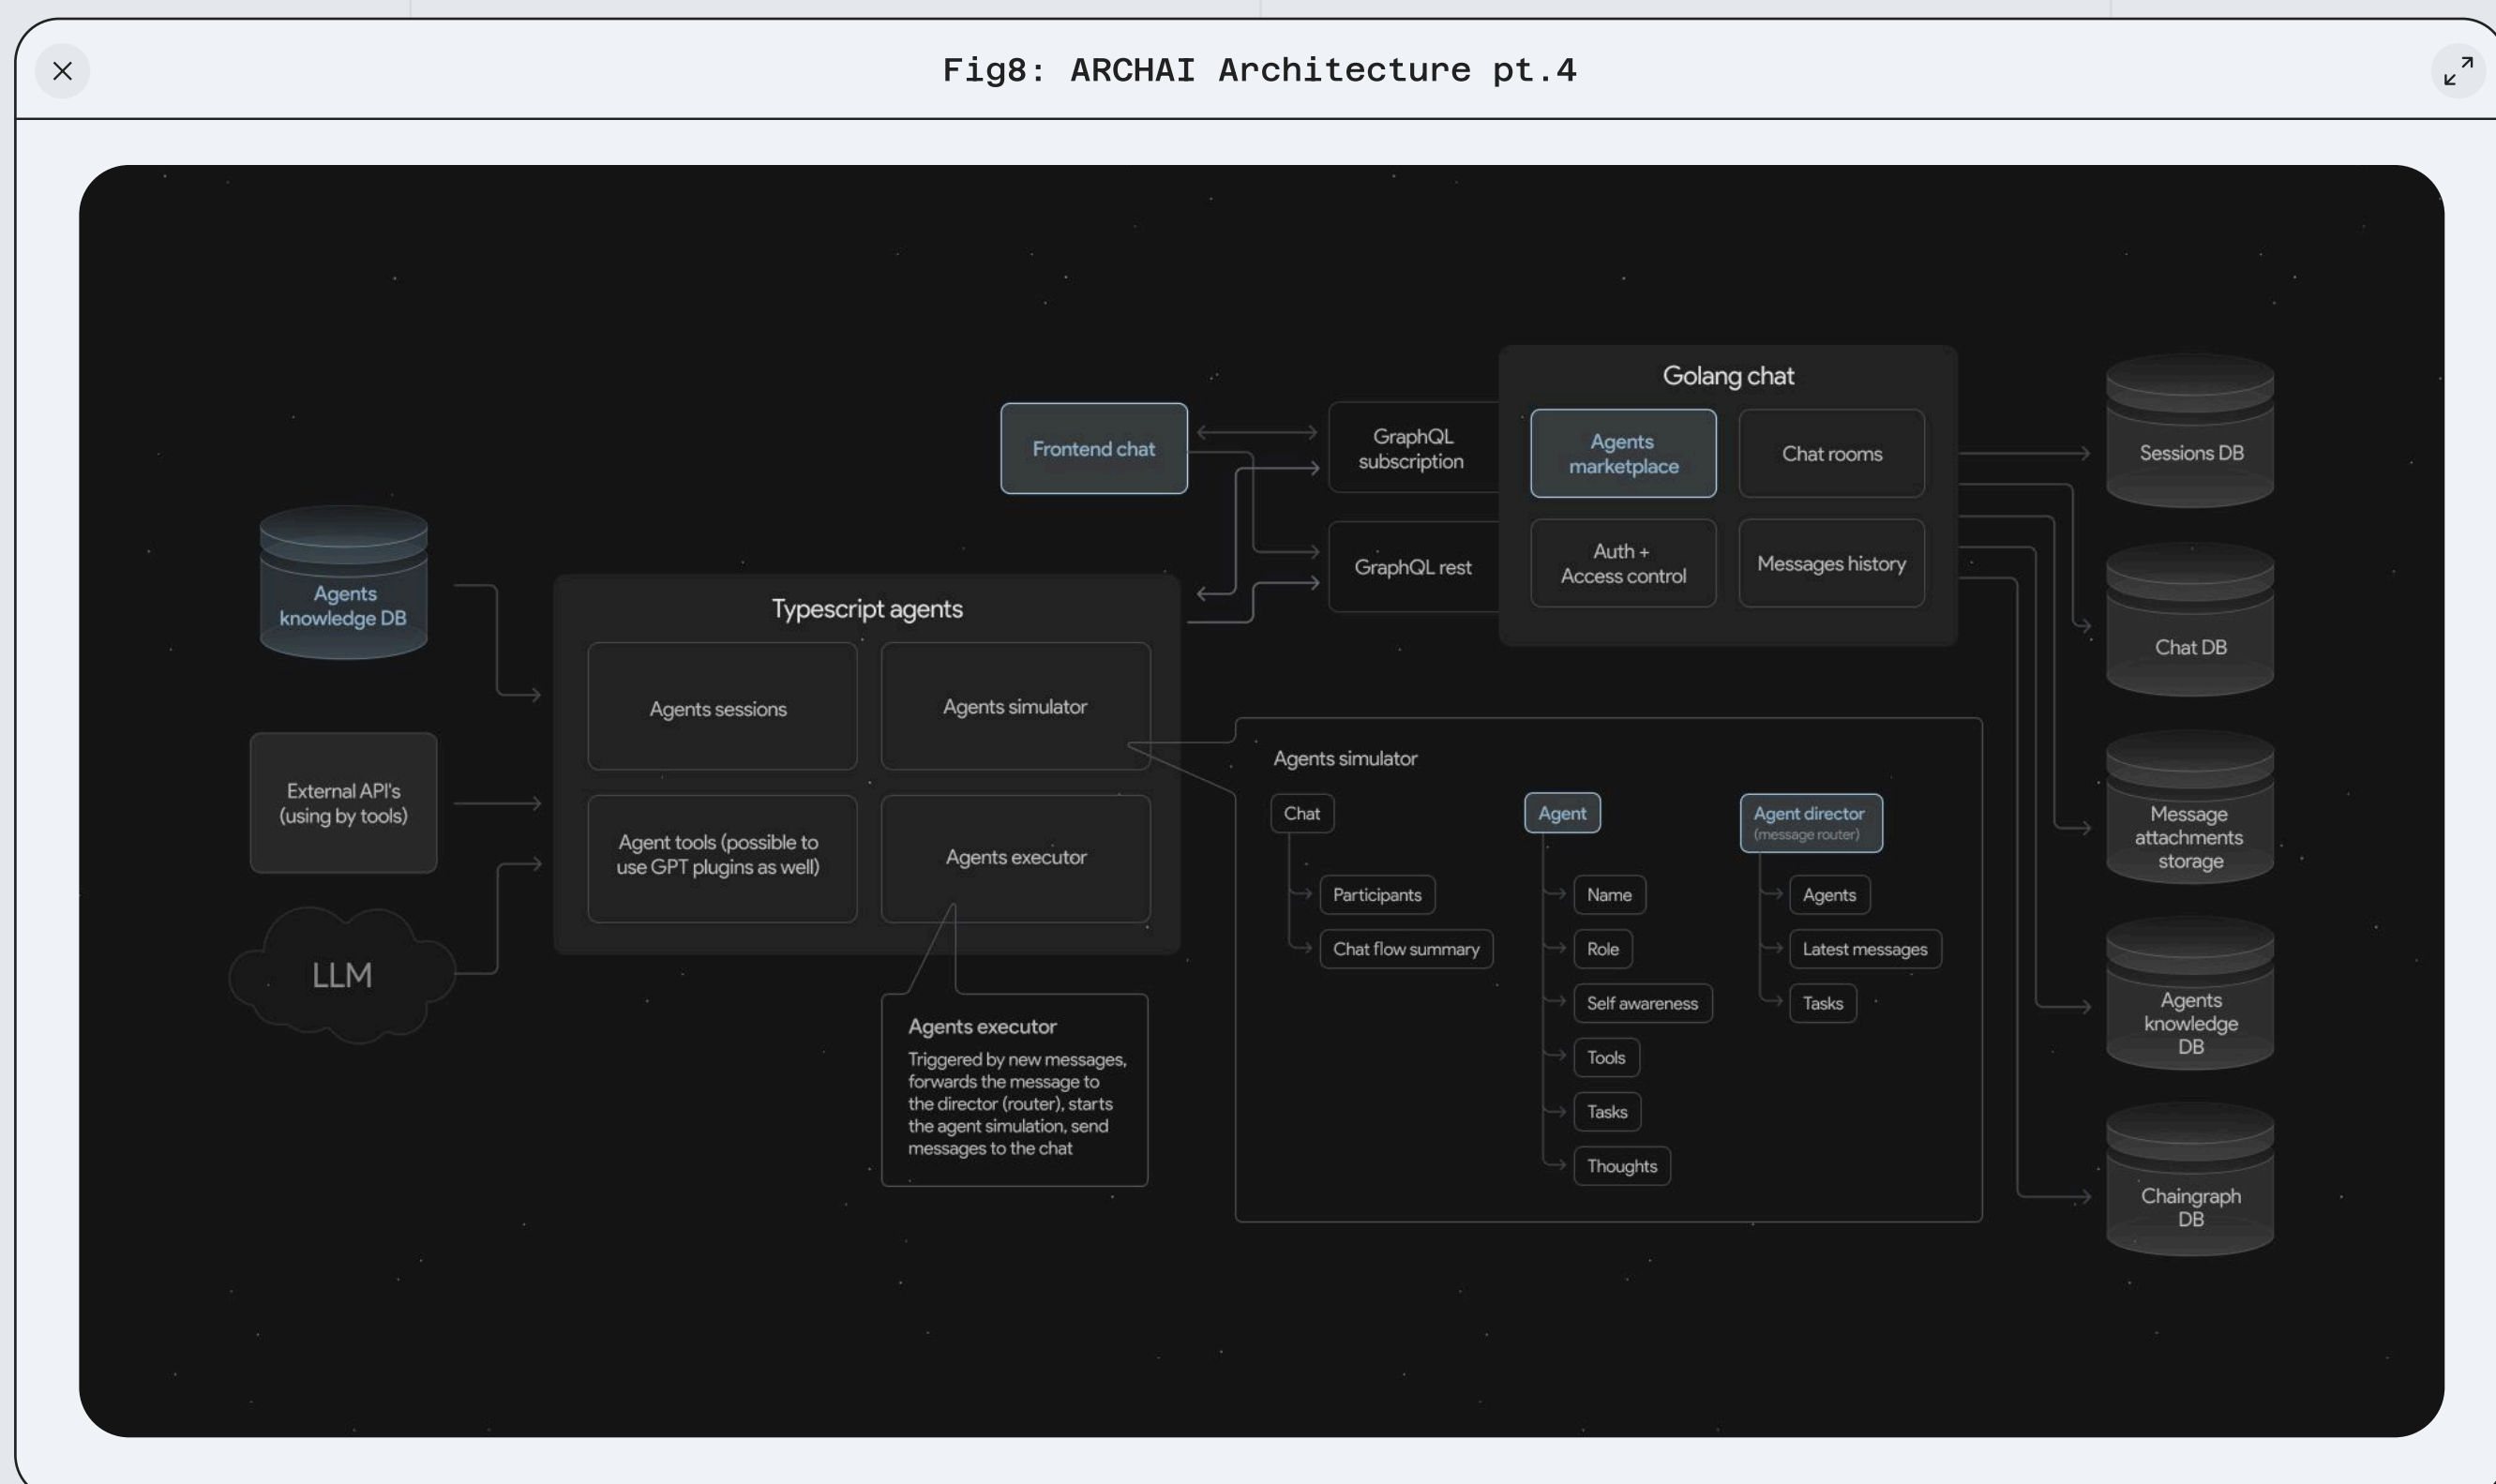 Fig8: ARCHAI Architecture pt.4
Golang chat
Frontend chat
GraphQL
subscription
Agents
marketplace
Chat rooms
Sessions DB
GraphQL rest
Auth +
Access control
Messages history
Agents
knowledge DB
Typescript agents
Chat DB
Agents sessions
Agents simulator
External API's
(using by tools)
Agent tools (possible to
use GPT plugins as well)
Agents executor
LLM
Agents executor
Triggered by new messages,
forwards the message to
the director (router), starts
the agent simulation, send
messages to the chat
Agents simulator
Chat
Participants
Chat flow summary
Agent
Name
Role
Self awareness
Tools
Tasks
Thoughts
Agent director
(message router)
Agents
Latest messages
Tasks
Message
attachments
storage
Agents
knowledge
DB
Chaingraph
DB